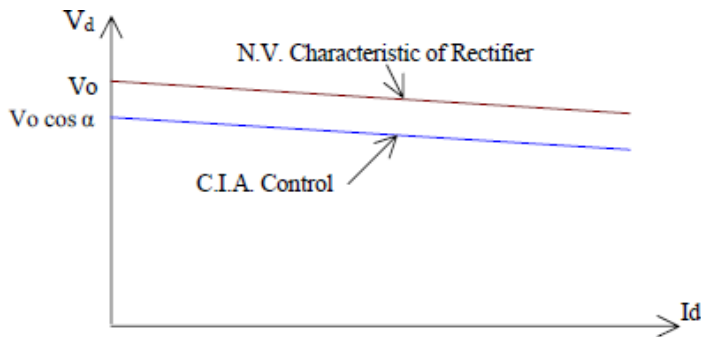 Vd
N.V. Characteristic of Rectifier
Vo
Vo cos α
C.I.A. Control
Id